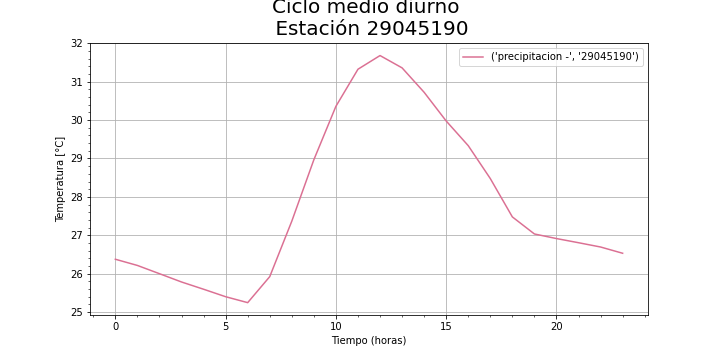 Ciclo medio diurno
Estación 29045190
('precipitacion -', '29045190')
Temperatura [°C]
32
31
30
29
28
27
26
25
0 5 10 15 20
Tiempo (horas)